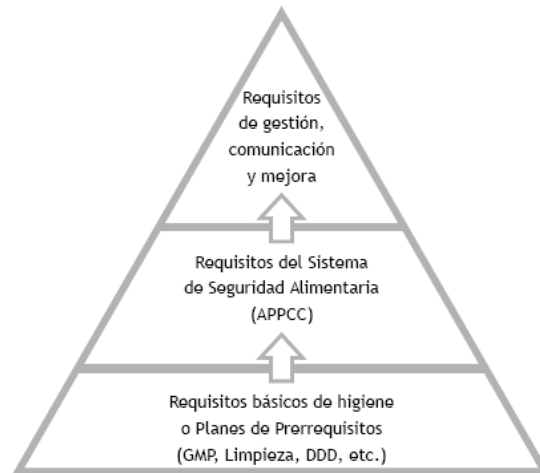 Requisitos
de gestión,
comunicación
y mejora
Requisitos del Sistema
de Seguridad Alimentaria
(APPCC)
Requisitos básicos de higiene
o Planes de Prerrequisitos
(GMP, Limpieza, DDD, etc.)